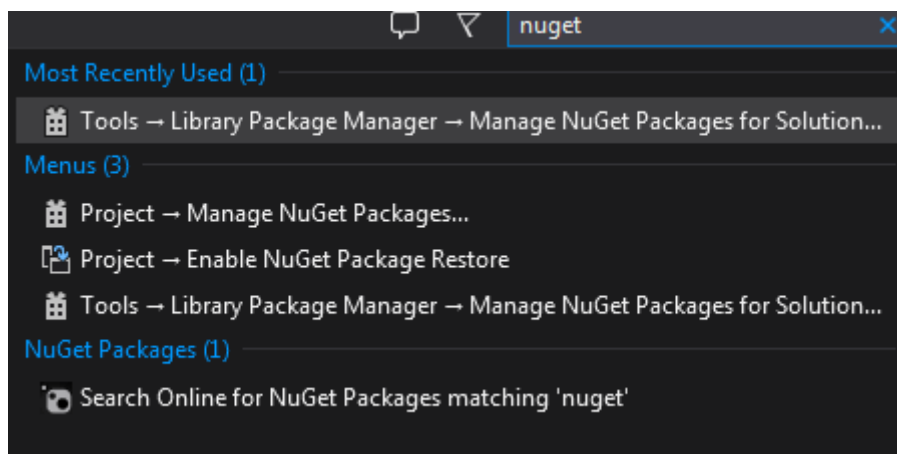 nuget
Most Recently Used (1)
Tools → Library Package Manager → Manage NuGet Packages for Solution...
Menus (3)
Project → Manage NuGet Packages...
Project → Enable NuGet Package Restore
Tools → Library Package Manager → Manage NuGet Packages for Solution...
NuGet Packages (1)
Search Online for NuGet Packages matching 'nuget'